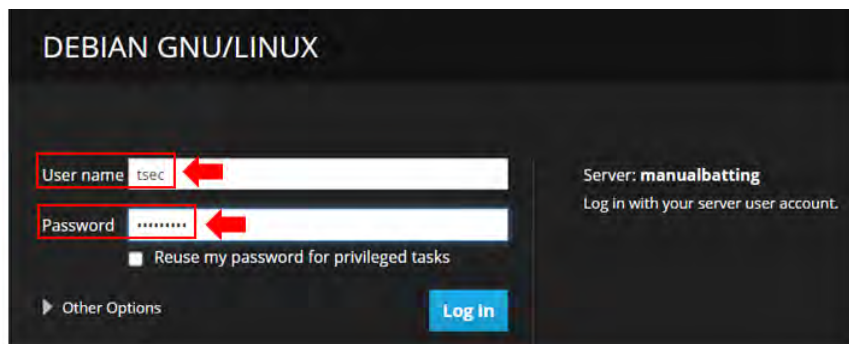 DEBIAN GNU/LINUX
User name tsec
Server: manualbatting
Log in with your server user account.
Password •••••••••
Reuse my password for privileged tasks
Other Options
Log In